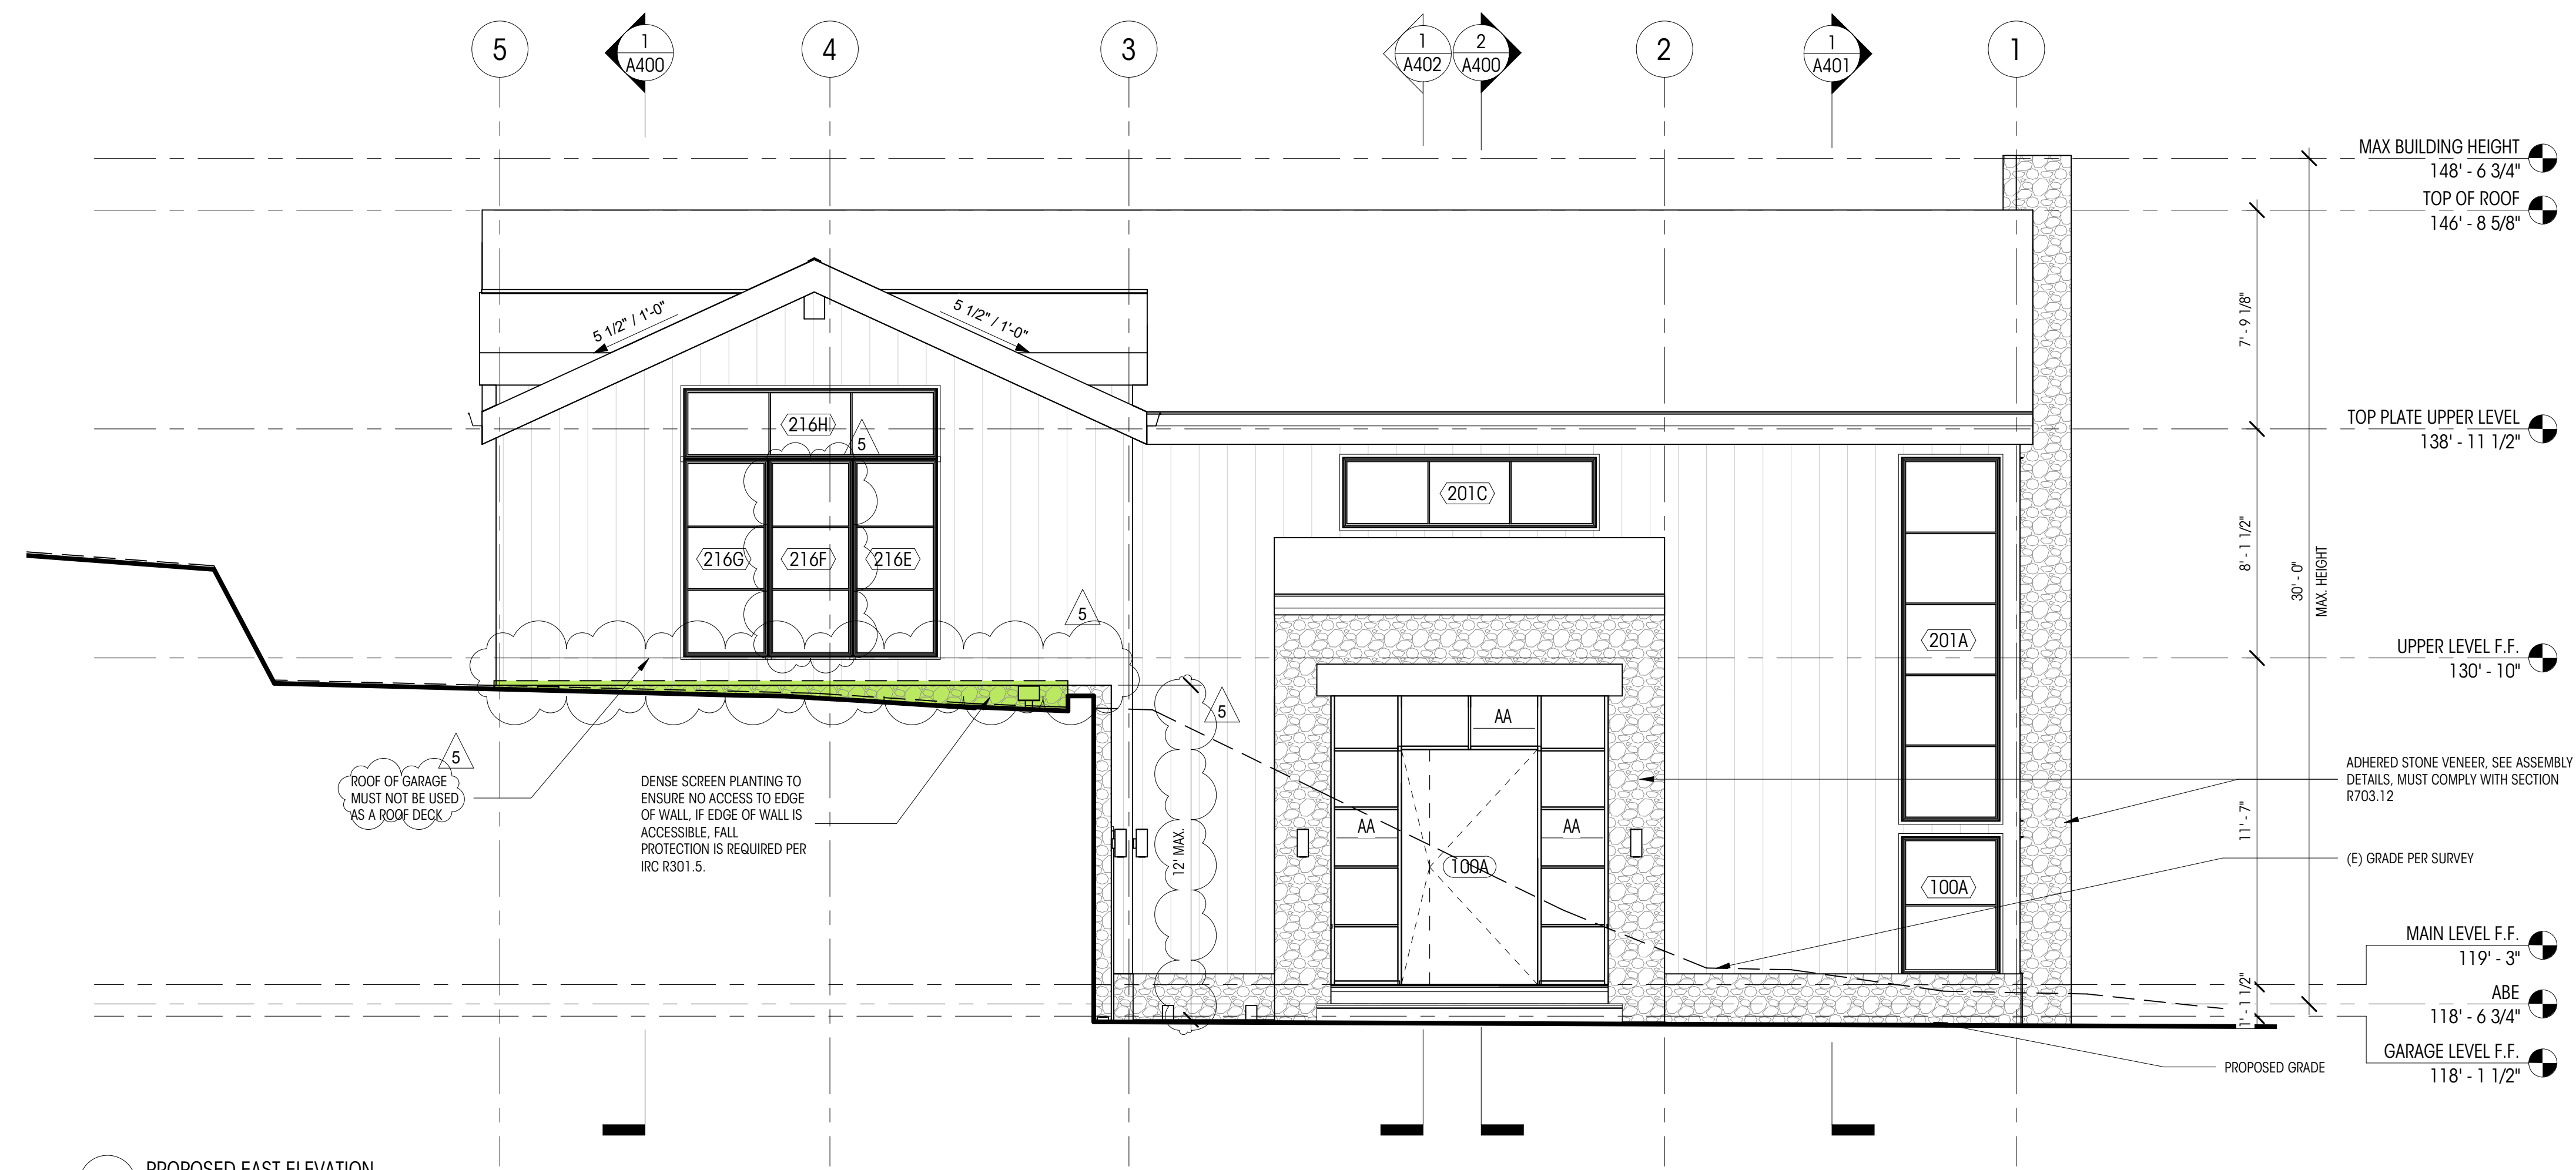 5
1
A400
4
3
1
A402
2
A400
2
1
A401
1
MAX BUILDING HEIGHT
148' - 6 3/4"
TOP OF ROOF
146' - 8 5/8"
7' - 9 1/8"
5 1/2" / 1'-0"
5 1/2" / 1'-0"
TOP PLATE UPPER LEVEL
138' - 11 1/2"
216H
5
201C
8' - 1 1/2"
30' - 0"
MAX. HEIGHT
216G
216F
216E
5
201A
UPPER LEVEL F.F.
130' - 10"
5
AA
5
ROOF OF GARAGE
MUST NOT BE USED
AS A ROOF DECK
DENSE SCREEN PLANTING TO
ENSURE NO ACCESS TO EDGE
OF WALL, IF EDGE OF WALL IS
ACCESSIBLE, FALL
PROTECTION IS REQUIRED PER
IRC R301.5.
12' MAX.
AA
AA
100A
100A
11' - 7"
ADHERED STONE VENEER, SEE ASSEMBLY
DETAILS, MUST COMPLY WITH SECTION
R703.12
(E) GRADE PER SURVEY
MAIN LEVEL F.F.
119' - 3"
1' - 1 1/2"
ABE
118' - 6 3/4"
GARAGE LEVEL F.F.
118' - 1 1/2"
PROPOSED GRADE
PROPOSED EAST ELEVATION